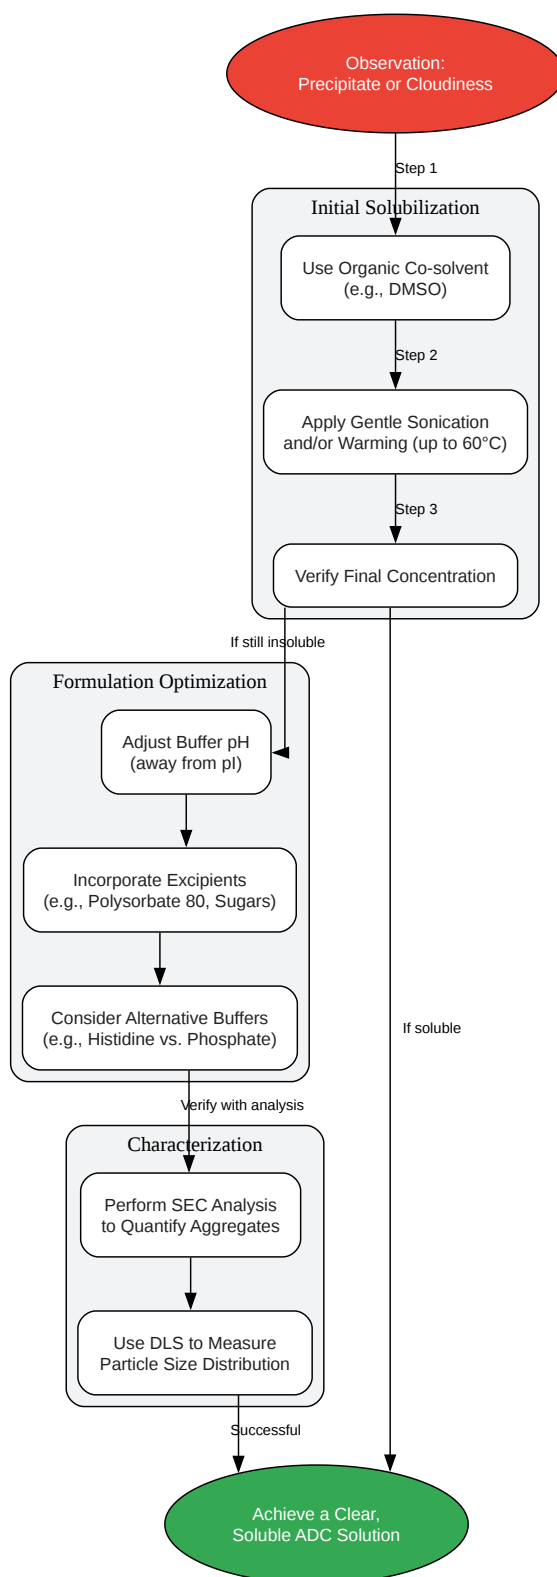 Observation:
Precipitate or Cloudiness
Step 1
Initial Solubilization
Use Organic Co-solvent
(e.g., DMSO)
Step 2
Apply Gentle Sonication
and/or Warming (up to 60°C)
Step 3
Verify Final Concentration
If still insoluble
Formulation Optimization
Adjust Buffer pH
(away from pI)
Incorporate Excipients
(e.g., Polysorbate 80, Sugars)
Consider Alternative Buffers
(e.g., Histidine vs. Phosphate)
If soluble
Verify with analysis
Characterization
Perform SEC Analysis
to Quantify Aggregates
Use DLS to Measure
Particle Size Distribution
Successful
Achieve a Clear,
Soluble ADC Solution